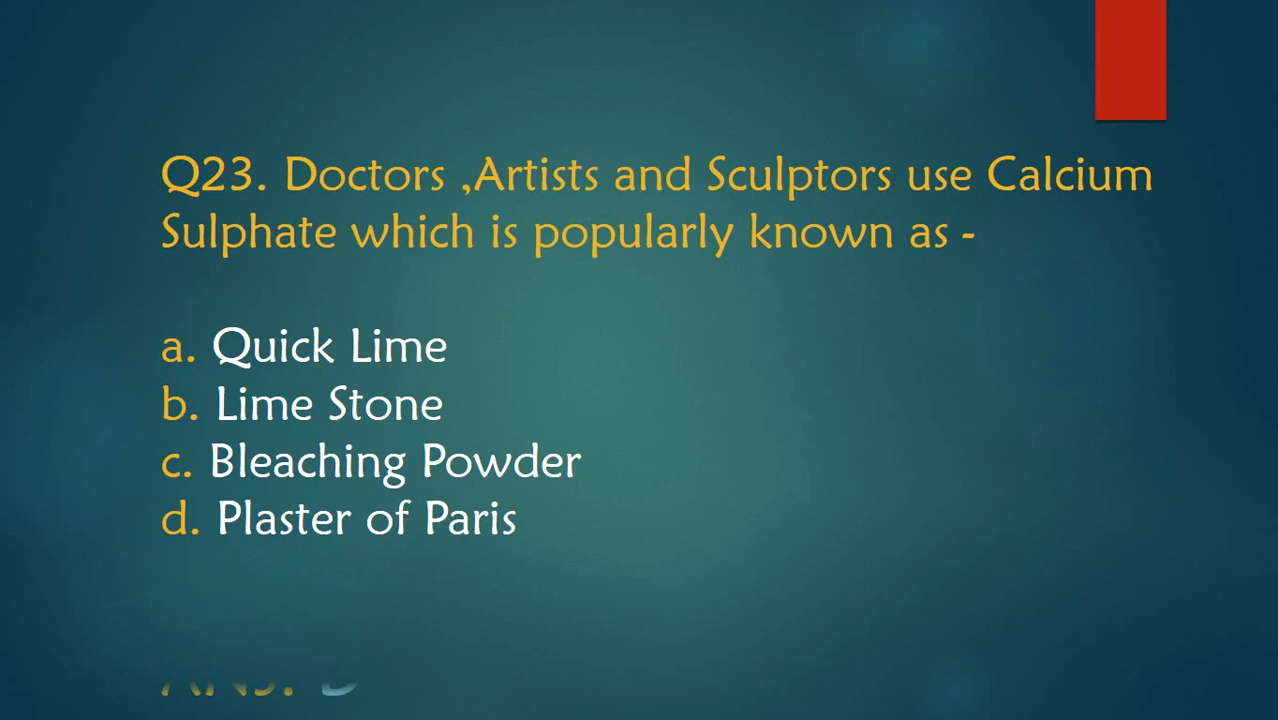 Q23. Doctors ,Artists and Sculptors use Calcium
Sulphate which is popularly known as -
a. Quick Lime
b. Lime Stone
c. Bleaching Powder
d. Plaster of Paris